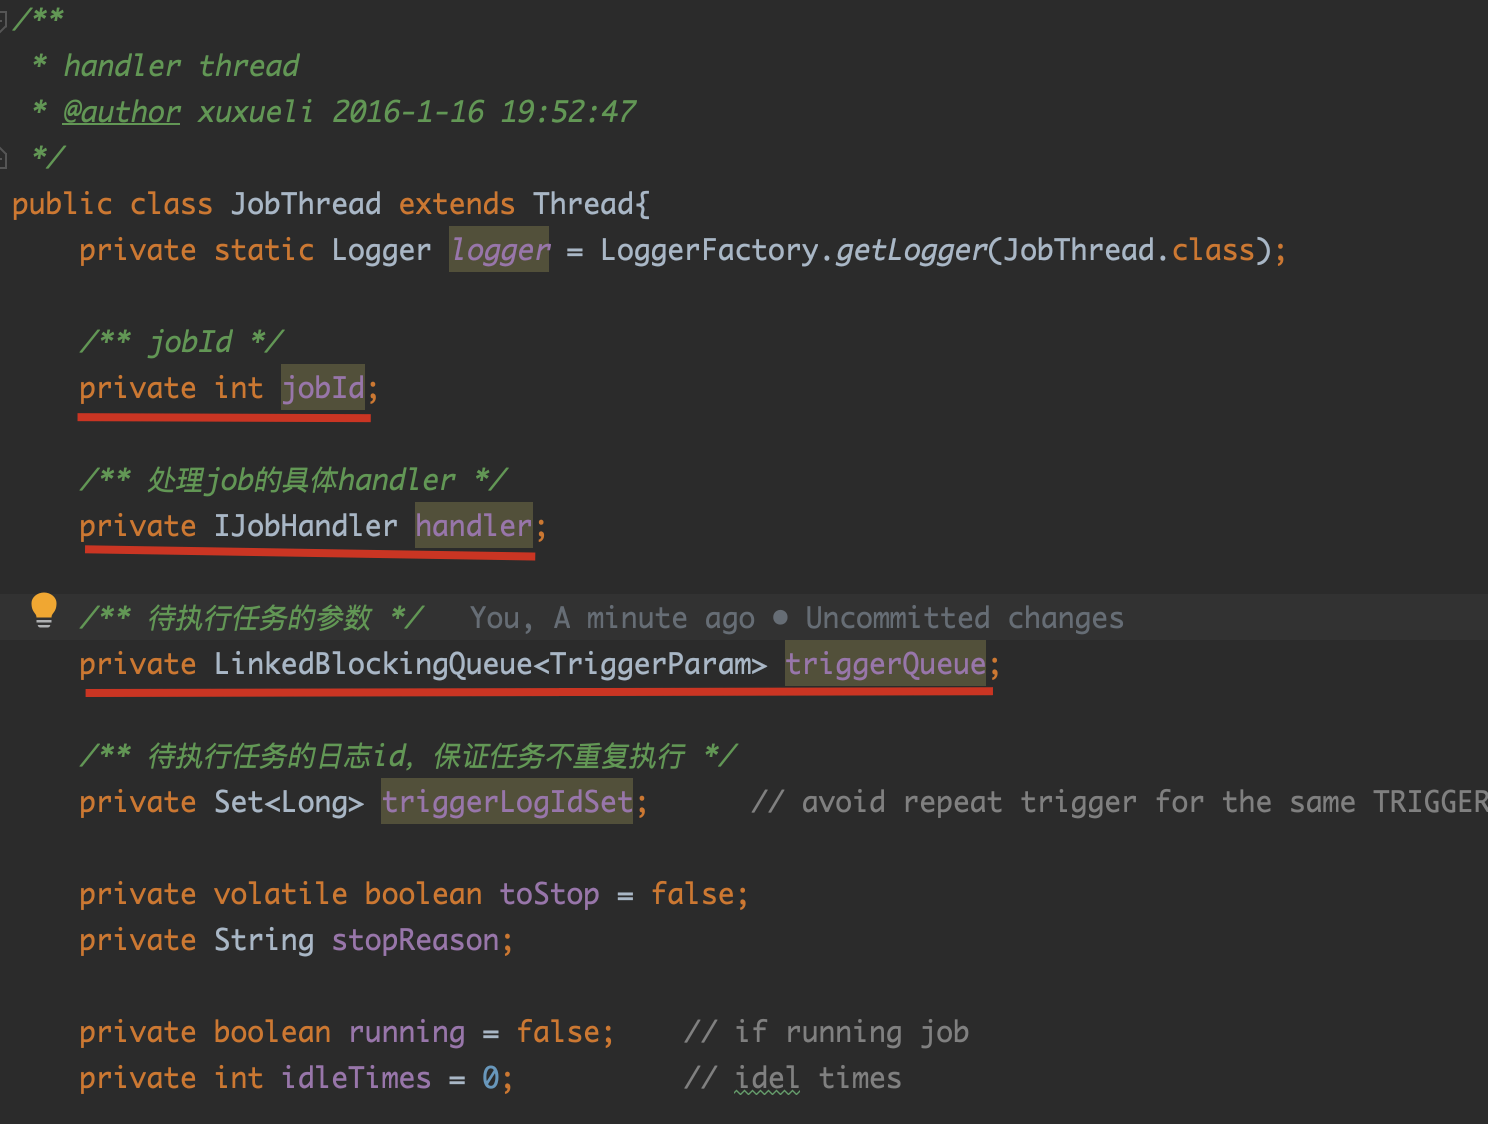 /**
 * handler thread
 * @author xuxueli 2016-1-16 19:52:47
 */
public class JobThread extends Thread{
    private static Logger logger = LoggerFactory.getLogger(JobThread.class);
    /** jobId */
    private int jobId;
    /** 处理job的具体handler */
    private IJobHandler handler;
    /** 待执行任务的参数 */   You, A minute ago • Uncommitted changes
    private LinkedBlockingQueue<TriggerParam> triggerQueue;
    /** 待执行任务的日志id, 保证任务不重复执行 */
    private Set<Long> triggerLogIdSet;      // avoid repeat trigger for the same TRIGGER
    private volatile boolean toStop = false;
    private String stopReason;
    private boolean running = false;    // if running job
    private int idleTimes = 0;          // idel times